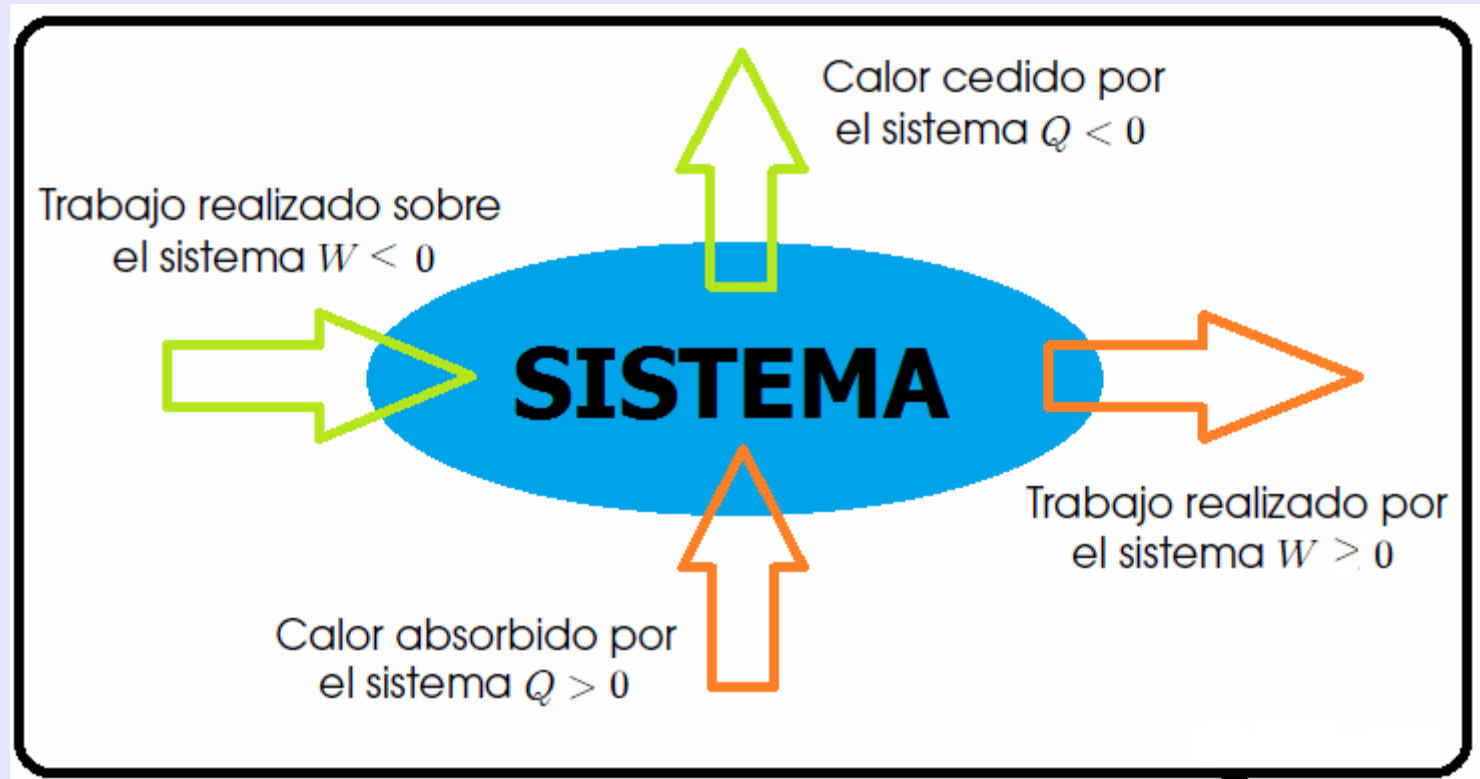 Calor cedido por
el sistema Q < 0
Trabajo realizado sobre
el sistema W < 0
SISTEMA
Trabajo realizado por
el sistema W > 0
Calor absorbido por
el sistema Q > 0